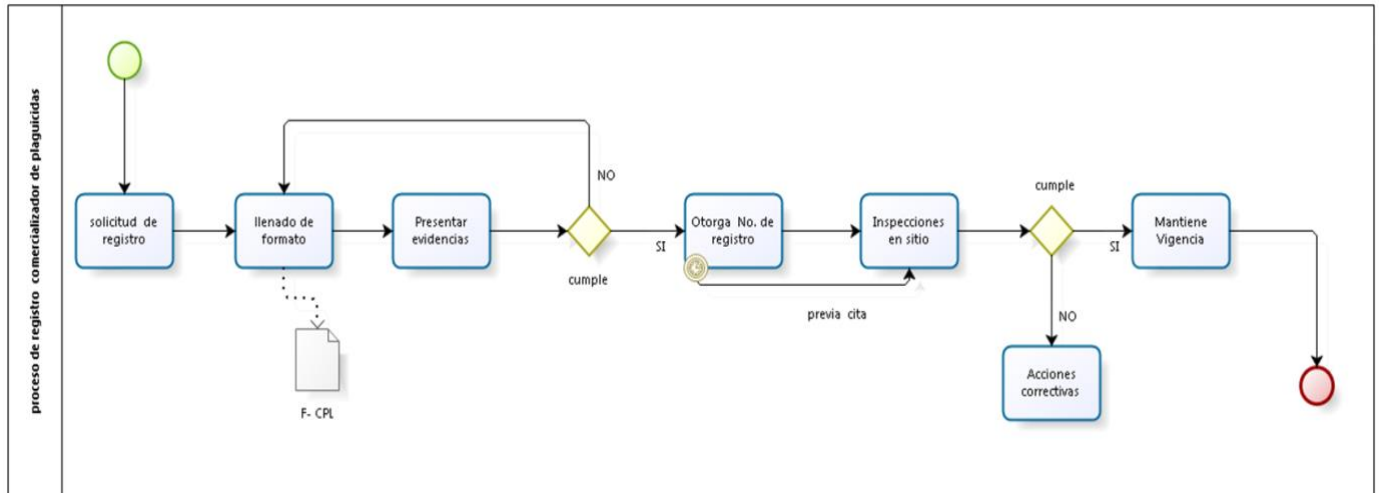 proceso de registro comercializador de plaguicidas
solicitud de
registro
llenado de
formato
F- CPL
Presentar
evidencias
NO
cumple
SI
Otorga No. de
registro
previa cita
Inspecciones
en sitio
cumple
SI
NO
Mantiene
Vigencia
Acciones
correctivas